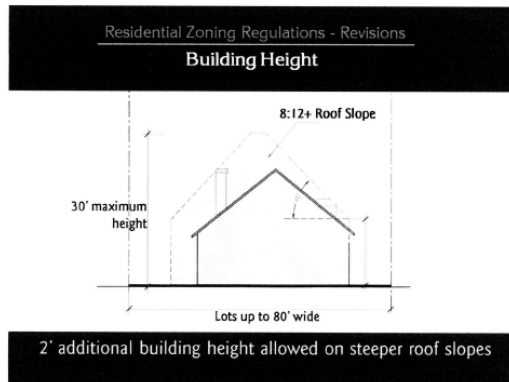 Residential Zoning Regulations - Revisions
Building Height
8:12+ Roof Slope
30' maximum
height
Lots up to 80' wide
2' additional building height allowed on steeper roof slopes